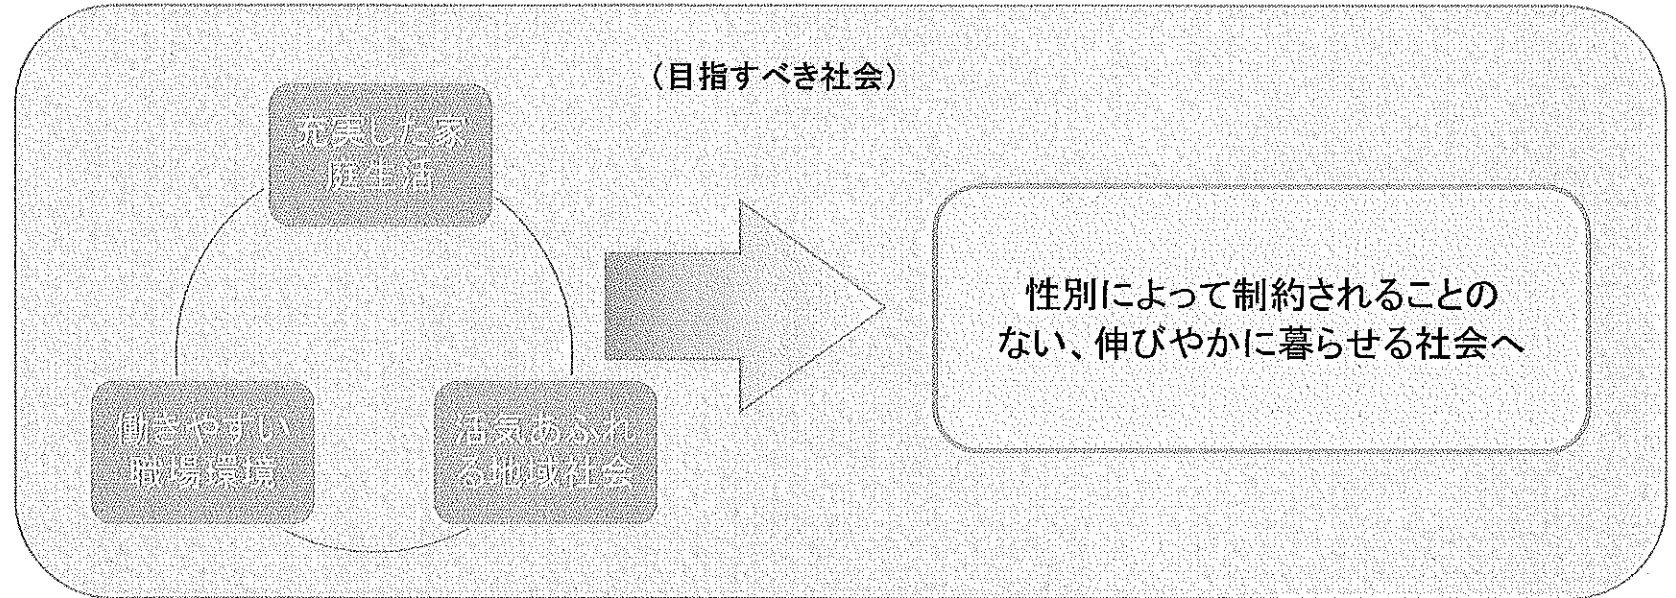 （目指すべき社会）
充実した家
庭生活
働きやすい
職場環境
活気あふれ
る地域社会
性別によって制約されることの
ない、伸びやかに暮らせる社会へ